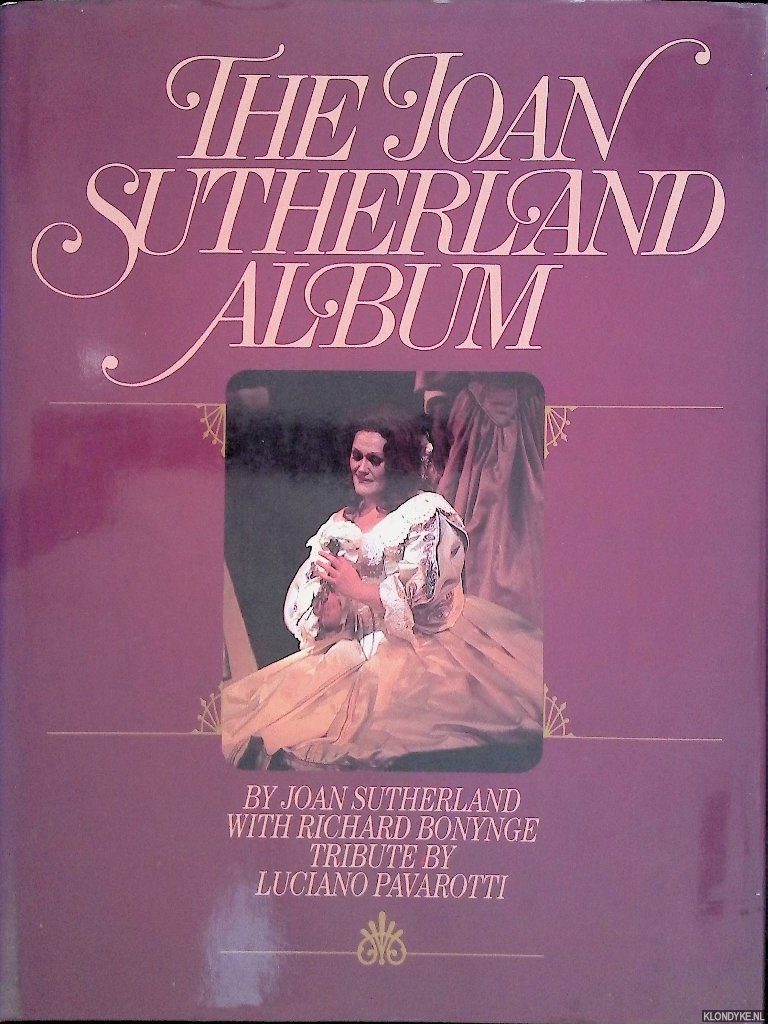 THE JOAN
SUTHERLAND
ALBUM
BY JOAN SUTHERLAND
WITH RICHARD BONYNGE
TRIBUTE BY
LUCIANO PAVAROTTI
KLONDYKE.NL